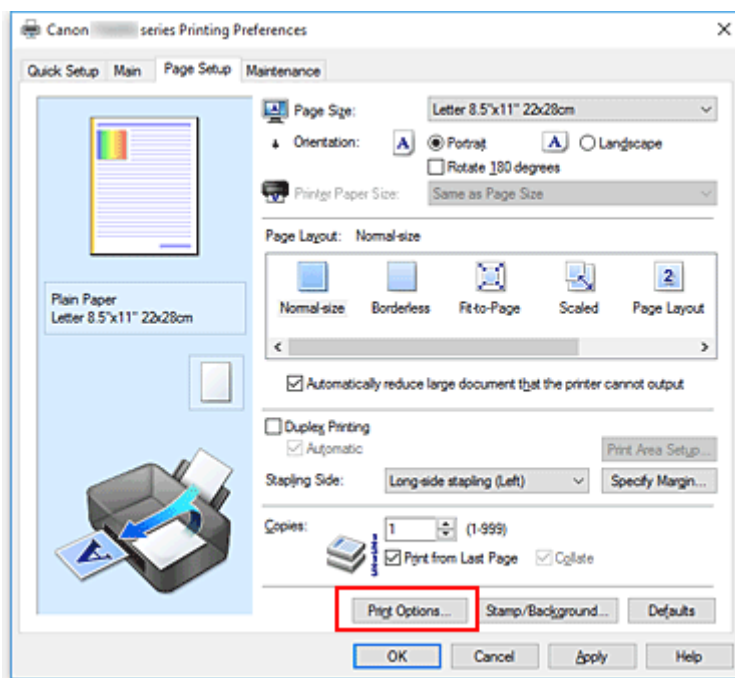 Canon series Printing Preferences
Quick Setup Main Page Setup Maintenance
Page Size: Letter 8.5"x11" 22x28cm
Orientation: A Portrait A Landscape
Rotate 180 degrees
Printer Paper Size: Same as Page Size
Page Layout: Normal-size
2
Normal-size Borderless Fit-to-Page Scaled Page Layout
Plain Paper
Letter 8.5"x11" 22x28cm
Automatically reduce large document that the printer cannot output
Duplex Printing
Automatic
Print Area Setup...
Stapling Side: Long-side stapling (Left) Specify Margin...
Copies: 1 (1-999)
Print from Last Page Collate
Print Options... Stamp/Background... Defaults
OK Cancel Apply Help